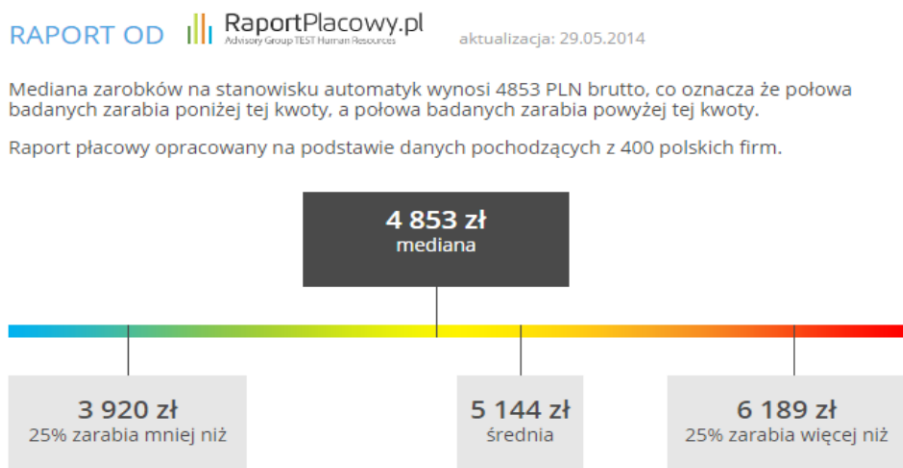 RAPORT OD RaportPlacowy.pl aktualizacja: 29.05.2014
Advisory Group TEST Human Resources
Mediana zarobków na stanowisku automatyk wynosi 4853 PLN brutto, co oznacza że połowa
badanych zarabia poniżej tej kwoty, a połowa badanych zarabia powyżej tej kwoty.
Raport płacowy opracowany na podstawie danych pochodzących z 400 polskich firm.
4 853 zł
mediana
3 920 zł
25% zarabia mniej niż
5 144 zł
średnia
6 189 zł
25% zarabia więcej niż